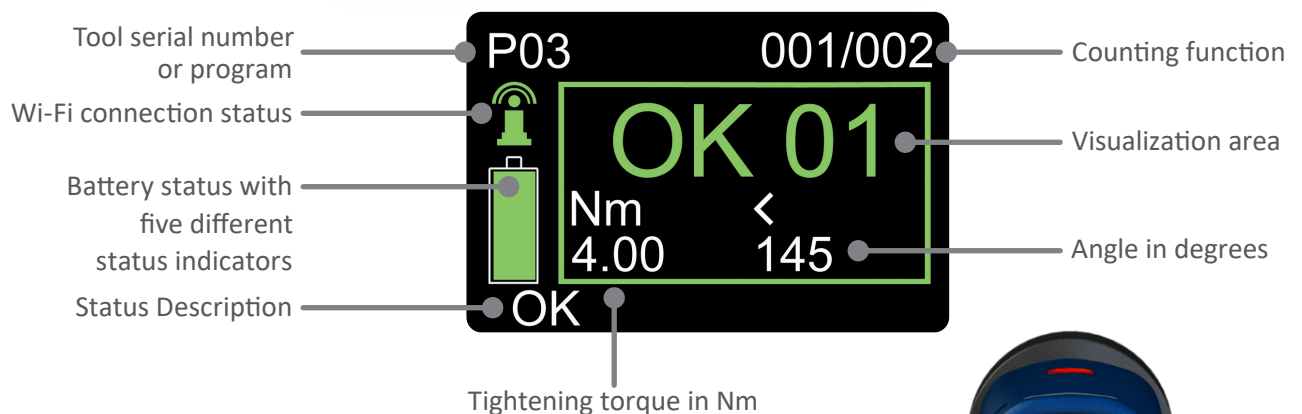 Tool serial number
or program
Wi-Fi connection status
Battery status with
five different
status indicators
Status Description
P03 001/002
OK 01
Nm <
4.00 145
OK
Counting function
Visualization area
Angle in degrees
Tightening torque in Nm